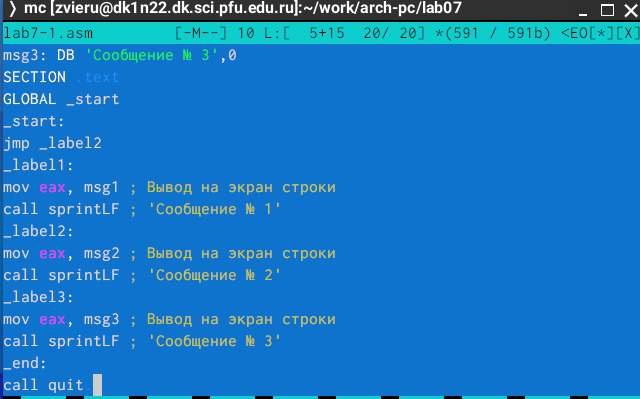 mc [zvieru@dk1n22.dk.sci.pfu.edu.ru]:~/work/arch-pc/lab07
lab7-1.asm [-M--] 10 L:[ 5+15 20/ 20] *(591 / 591b) <EO[*][X]
msg3: DB 'Сообщение № 3',0
SECTION .text
GLOBAL _start
_start:
jmp _label2
_label1:
mov eax, msg1 ; Вывод на экран строки
call sprintLF ; 'Сообщение № 1'
_label2:
mov eax, msg2 ; Вывод на экран строки
call sprintLF ; 'Сообщение № 2'
_label3:
mov eax, msg3 ; Вывод на экран строки
call sprintLF ; 'Сообщение № 3'
_end:
call quit